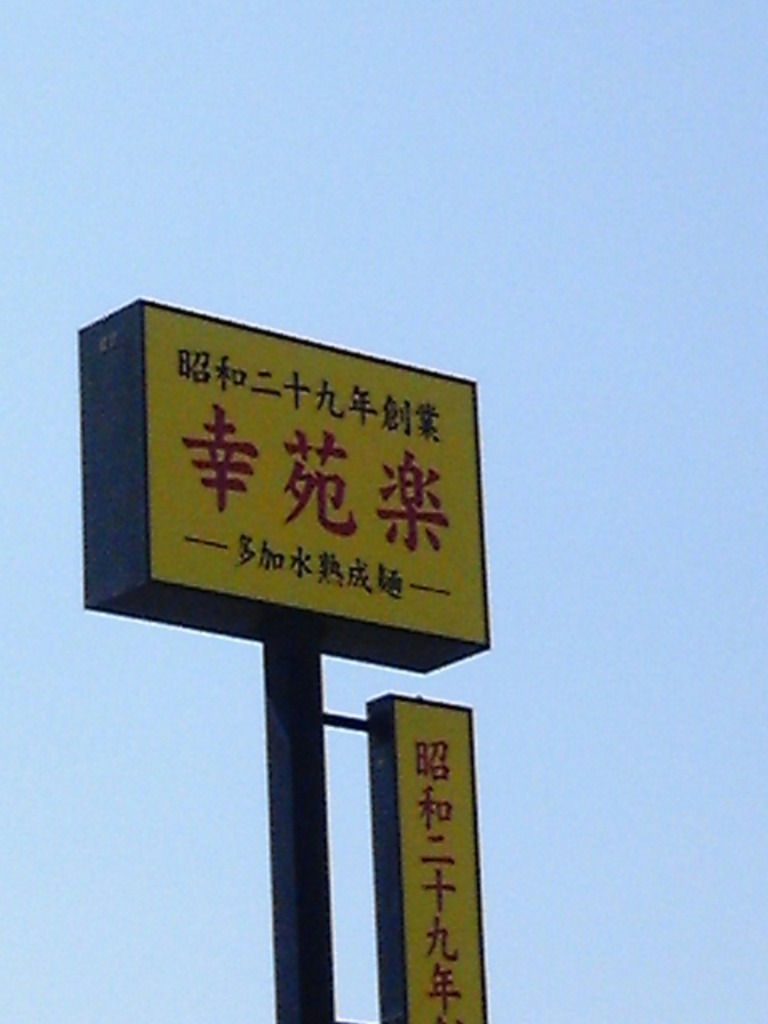 昭和二十九年創業
幸苑楽
多加水熟成麺
昭和二十九年